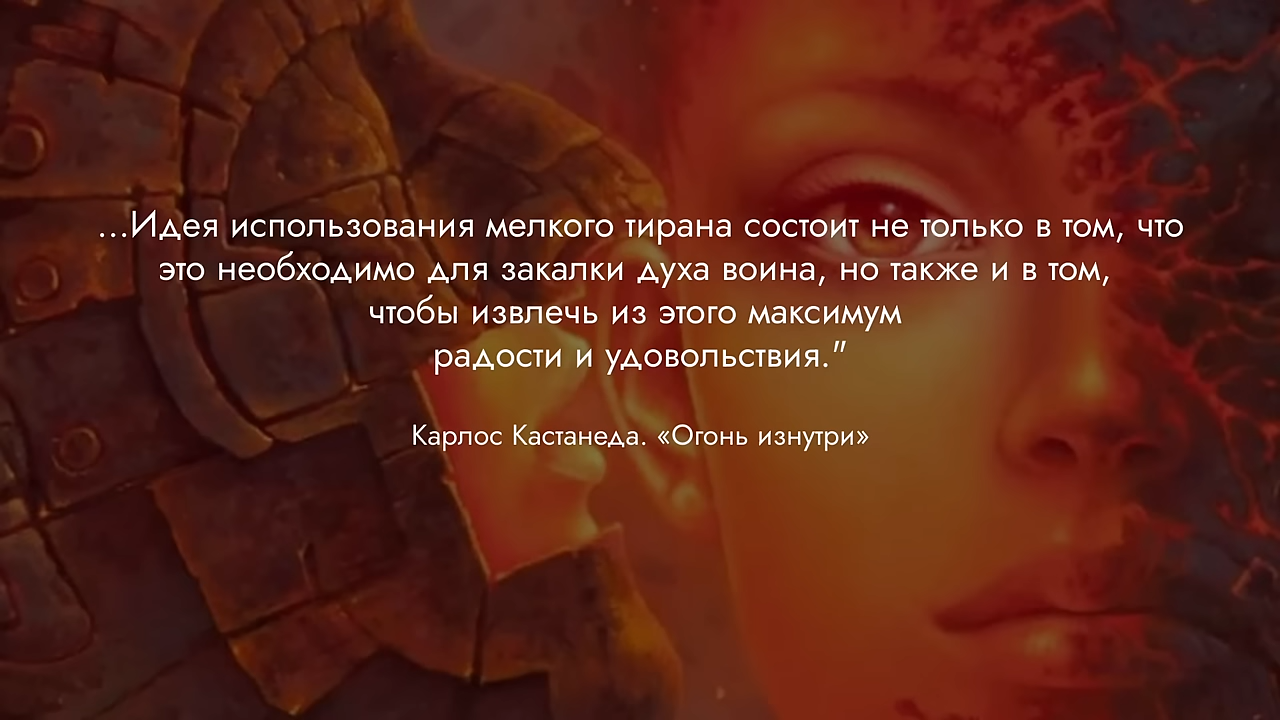 ...Идея использования мелкого тирана состоит не только в том, что
это необходимо для закалки духа воина, но также и в том,
чтобы извлечь из этого максимум
радости и удовольствия."
Карлос Кастанеда. «Огонь изнутри»